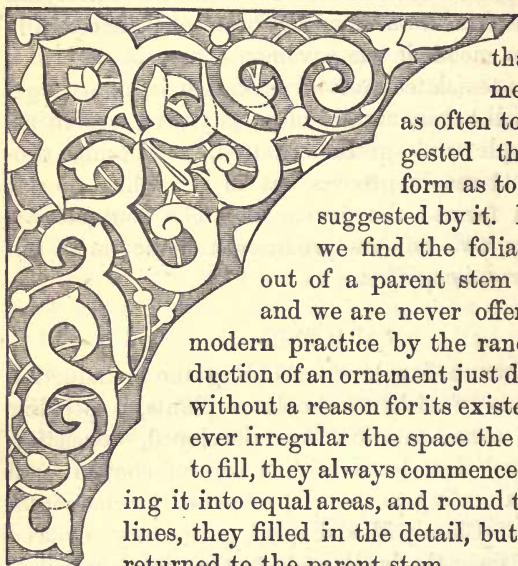 tha
me
as often to
gested th
form as to
suggested by it.
we find the folia
out of a parent stem
and we are never offen
modern practice by the rand
duction of an ornament just d
without a reason for its existe
ever irregular the space the
to fill, they always commence
ing it into equal areas, and round t
lines, they filled in the detail, but
returned to the parent stem